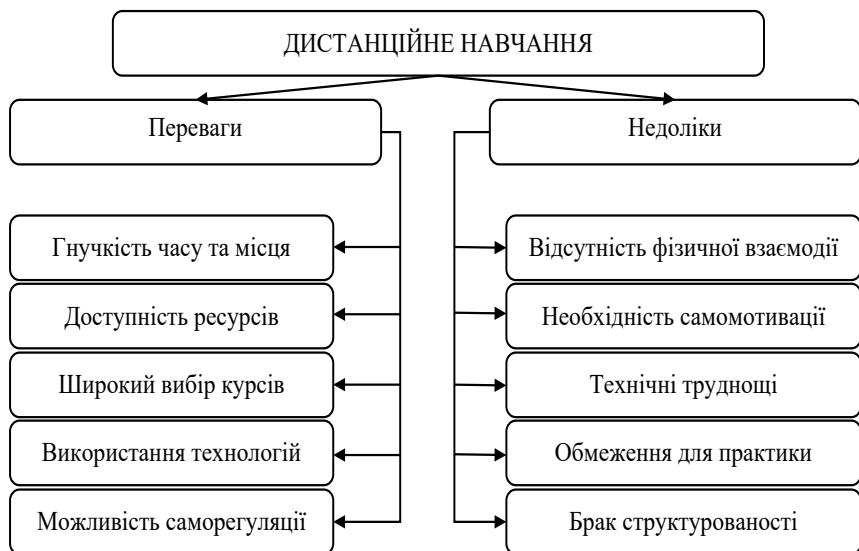 ДИСТАНЦІЙНЕ НАВЧАННЯ
Переваги
Недоліки
Гнучкість часу та місця
Відсутність фізичної взаємодії
Доступність ресурсів
Необхідність самомотивації
Широкий вибір курсів
Технічні труднощі
Використання технологій
Обмеження для практики
Можливість саморегуляції
Брак структурованості